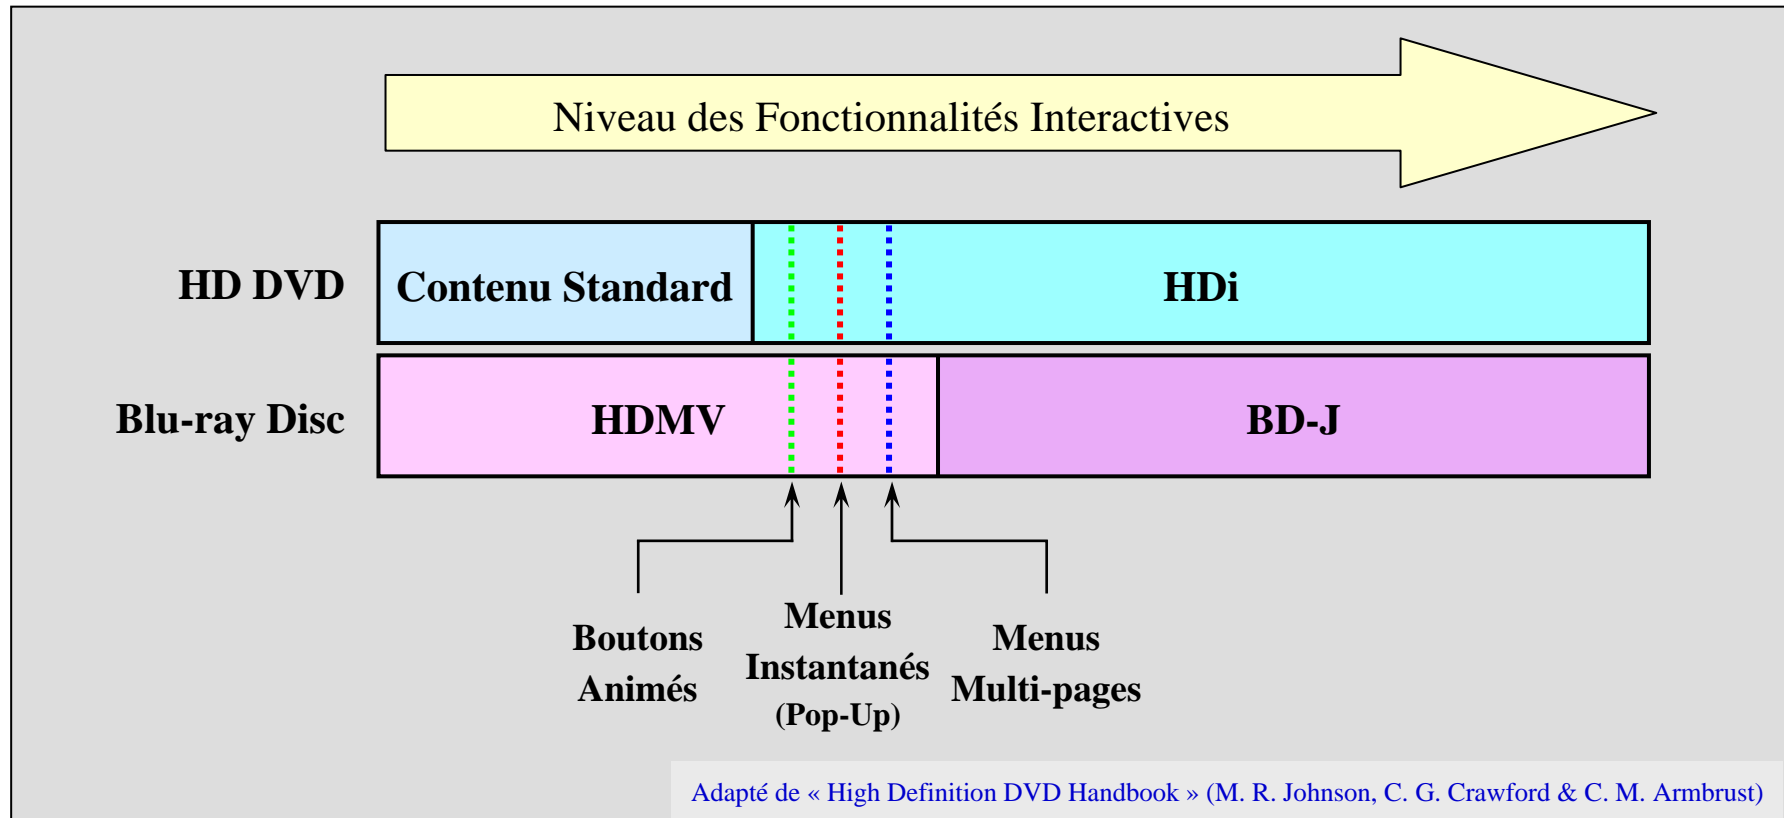 Niveau des Fonctionnalités Interactives
HD DVD
Contenu Standard
HDi
Blu-ray Disc
HDMV
BD-J
Boutons
Animés
Menus
Instantanés
(Pop-Up)
Menus
Multi-pages
Adapté de « High Definition DVD Handbook » (M. R. Johnson, C. G. Crawford & C. M. Armbrust)